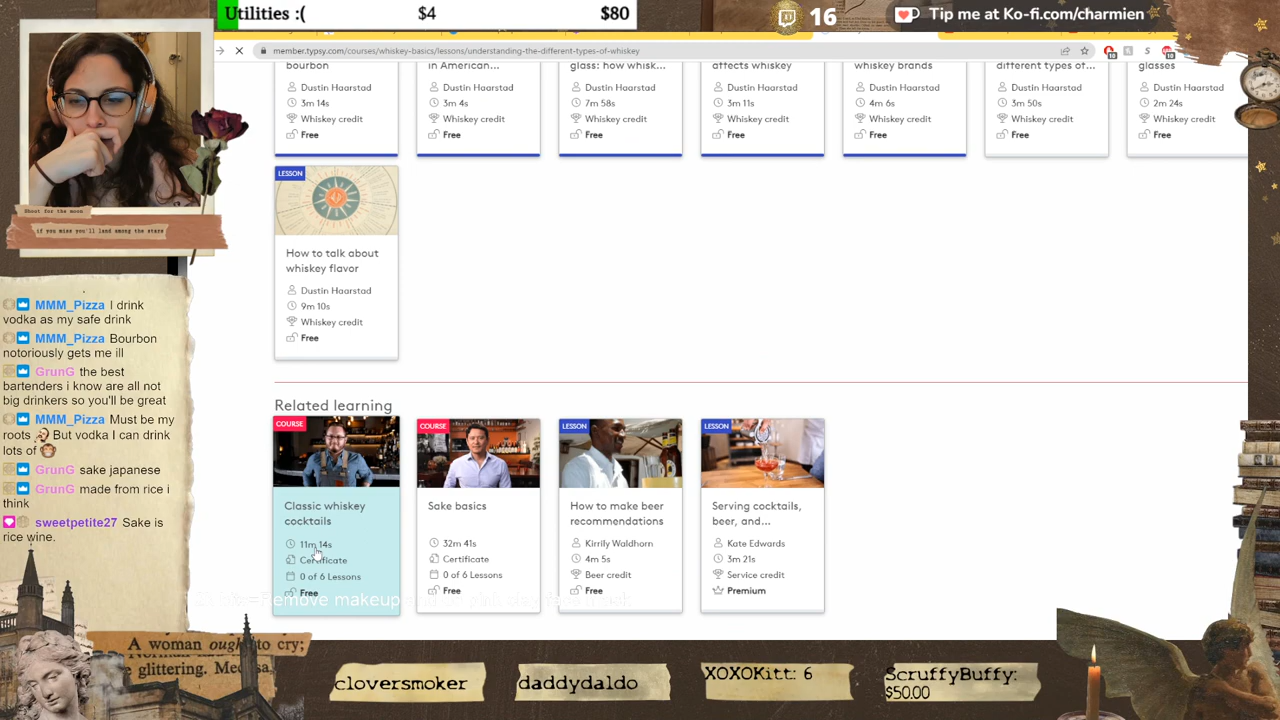 Utilities :(
$4
$80
16
Tip me at Ko-fi.com/charmien
member.typsy.com/courses/whiskey-basics/lessons/understanding-the-different-types-of-whiskey
bourbon
Dustin Haarstad
3m 14s
Whiskey credit
Free
in American...
Dustin Haarstad
3m 4s
Whiskey credit
Free
glass: how whisk...
Dustin Haarstad
7m 58s
Whiskey credit
Free
affects whiskey
Dustin Haarstad
3m 11s
Whiskey credit
Free
whiskey brands
Dustin Haarstad
4m 6s
Whiskey credit
Free
different types of...
Dustin Haarstad
3m 50s
Whiskey credit
Free
glasses
Dustin Haarstad
2m 24s
Whiskey credit
Free
LESSON
How to talk about
whiskey flavor
Dustin Haarstad
9m 10s
Whiskey credit
Free
Related learning
COURSE
Classic whiskey
cocktails
11m 14s
Certificate
0 of 6 Lessons
Free
COURSE
Sake basics
32m 41s
Certificate
0 of 6 Lessons
Free
LESSON
How to make beer
recommendations
Kirrily Waldhorn
4m 5s
Beer credit
Free
LESSON
Serving cocktails,
beer, and...
Kate Edwards
3m 21s
Service credit
Premium
Shoot for the moon
if you miss you'll land among the stars
MMM_Pizza I drink
vodka as my safe drink
MMM_Pizza Bourbon
notoriously gets me ill
GrunG the best
bartenders i know are all not
big drinkers so you'll be great
MMM_Pizza Must be my
roots But vodka I can drink
lots of
GrunG sake japanese
GrunG made from rice i
think
sweetpetite27 Sake is
rice wine.
A woman ought to cry;
glittering.
cloversmoker
daddydaldo
XOXOKitt: 6
ScruffyBuffy:
$50.00